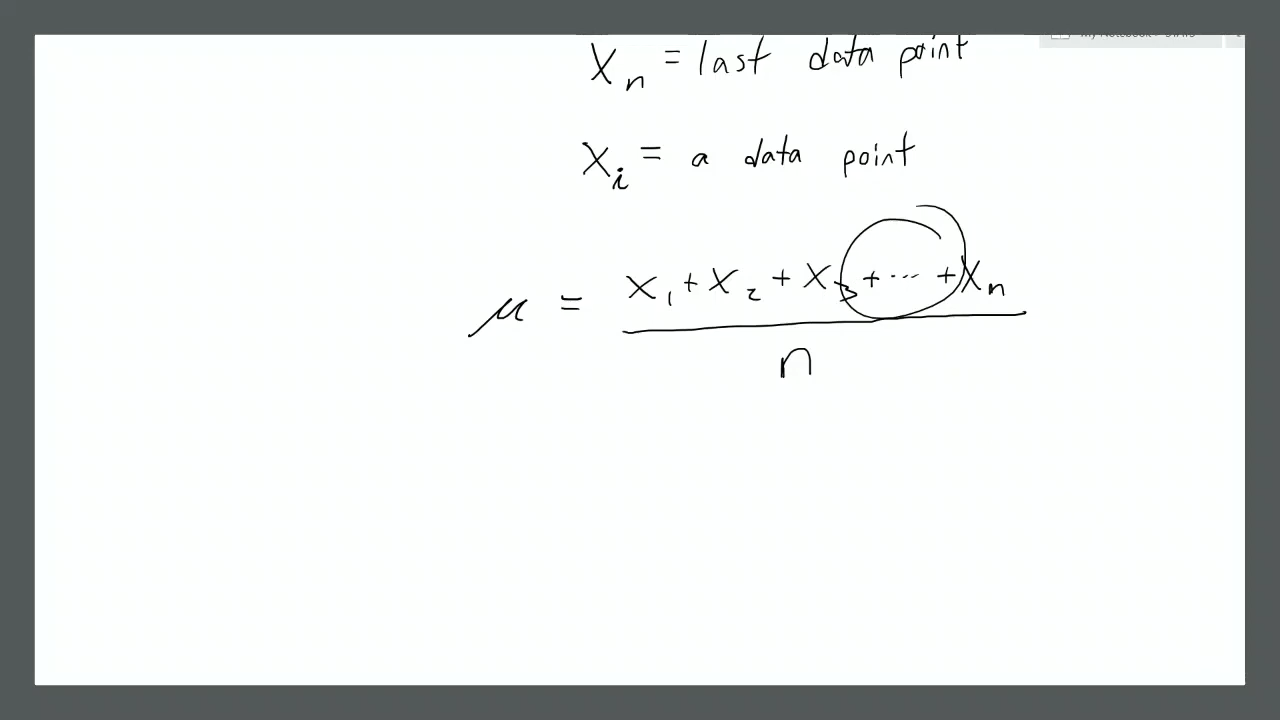 Xn = last data point
Xi = a data point
μ = X1 + X2 + X3 + ... + Xn
n